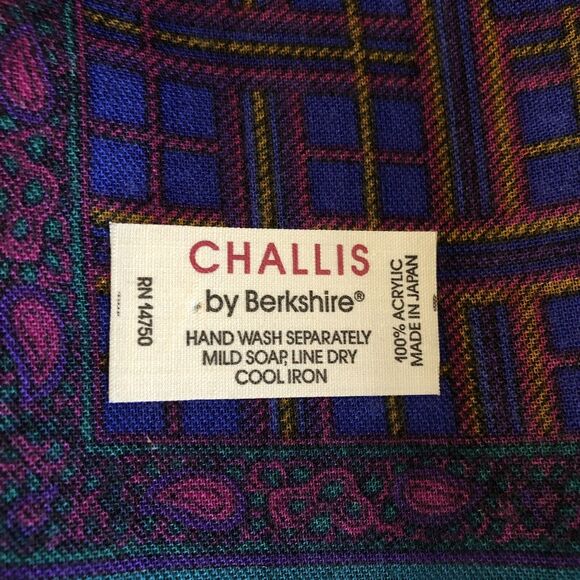 CHALLIS
by Berkshire®
HAND WASH SEPARATELY
MILD SOAP, LINE DRY
COOL IRON
RN 14750
100% ACRYLIC
MADE IN JAPAN